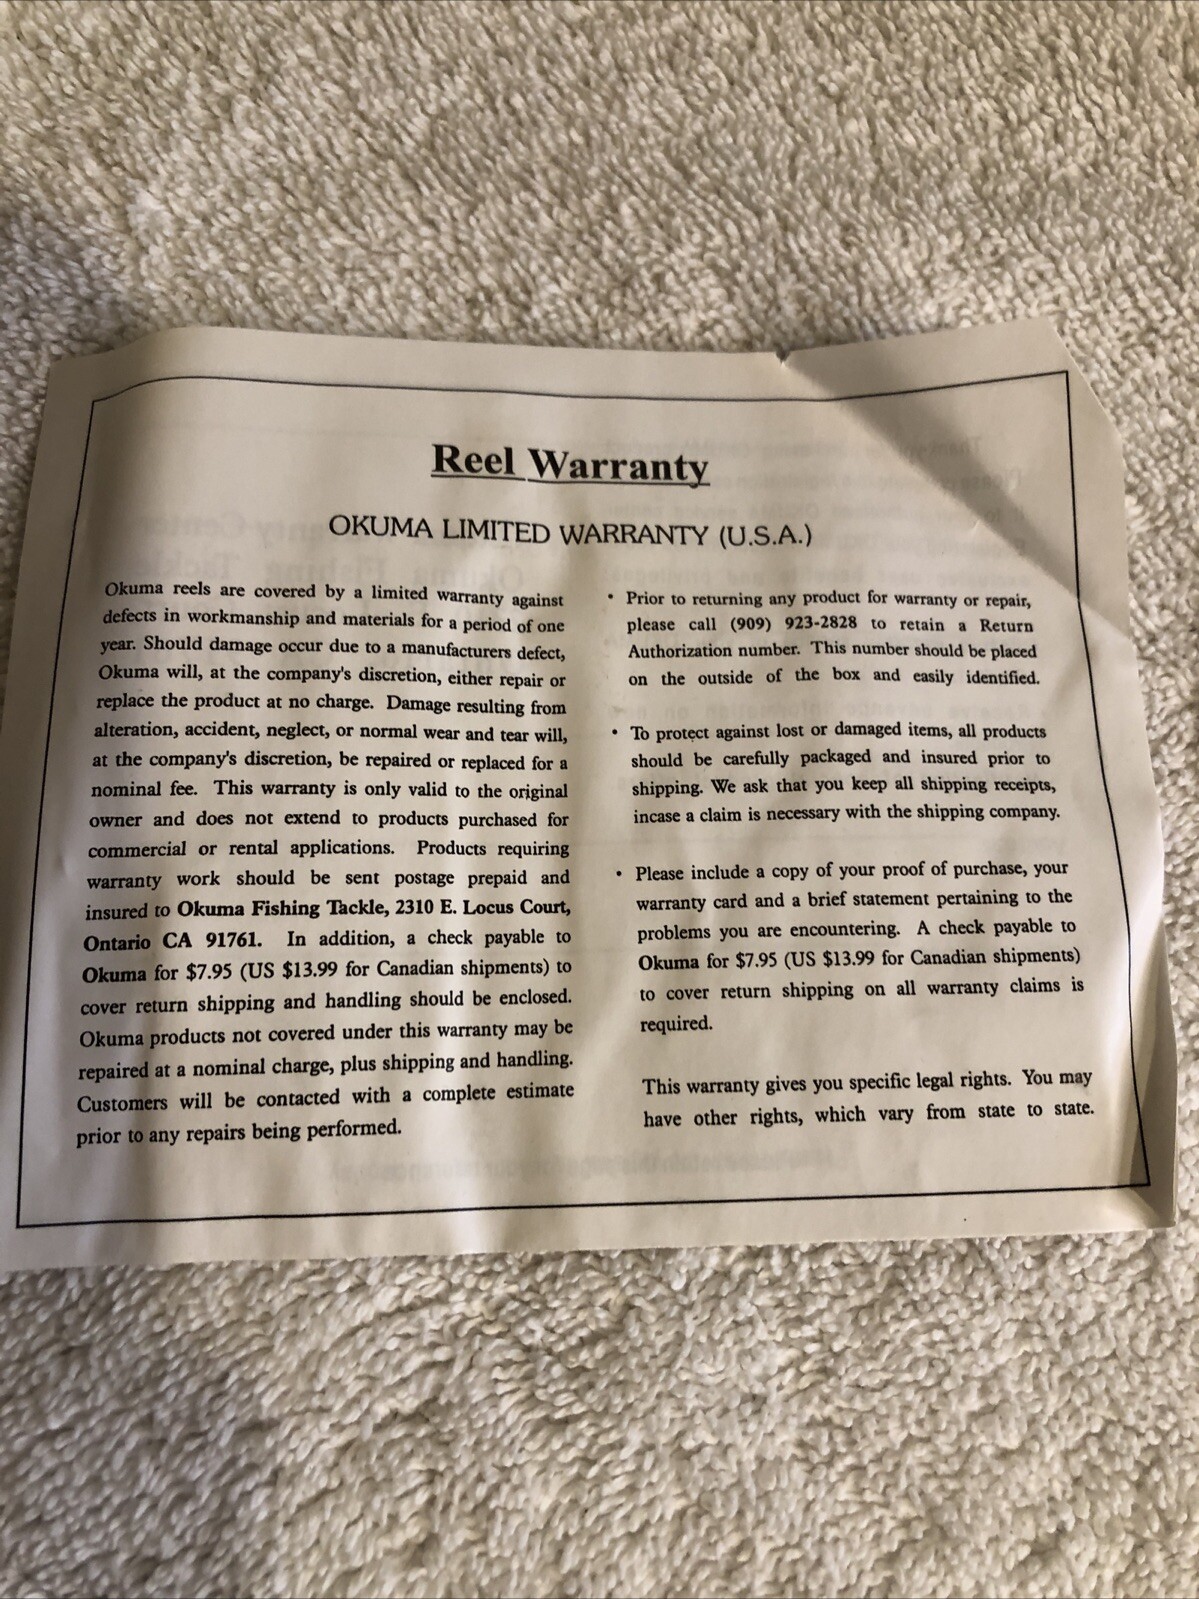 Reel Warranty
OKUMA LIMITED WARRANTY (U.S.A.)
Okuma reels are covered by a limited warranty against
defects in workmanship and materials for a period of one
year. Should damage occur due to a manufacturers defect,
Okuma will, at the company's discretion, either repair or
replace the product at no charge. Damage resulting from
alteration, accident, neglect, or normal wear and tear will,
at the company's discretion, be repaired or replaced for a
nominal fee. This warranty is only valid to the original
owner and does not extend to products purchased for
commercial or rental applications. Products requiring
warranty work should be sent postage prepaid and
insured to Okuma Fishing Tackle, 2310 E. Locus Court,
Ontario CA 91761. In addition, a check payable to
Okuma for $7.95 (US $13.99 for Canadian shipments) to
cover return shipping and handling should be enclosed.
Okuma products not covered under this warranty may be
repaired at a nominal charge, plus shipping and handling.
Customers will be contacted with a complete estimate
prior to any repairs being performed.
• Prior to returning any product for warranty or repair,
please call (909) 923-2828 to retain a Return
Authorization number. This number should be placed
on the outside of the box and easily identified.
• To protect against lost or damaged items, all products
should be carefully packaged and insured prior to
shipping. We ask that you keep all shipping receipts,
incase a claim is necessary with the shipping company.
• Please include a copy of your proof of purchase, your
warranty card and a brief statement pertaining to the
problems you are encountering. A check payable to
Okuma for $7.95 (US $13.99 for Canadian shipments)
to cover return shipping on all warranty claims is
required.
This warranty gives you specific legal rights. You may
have other rights, which vary from state to state.